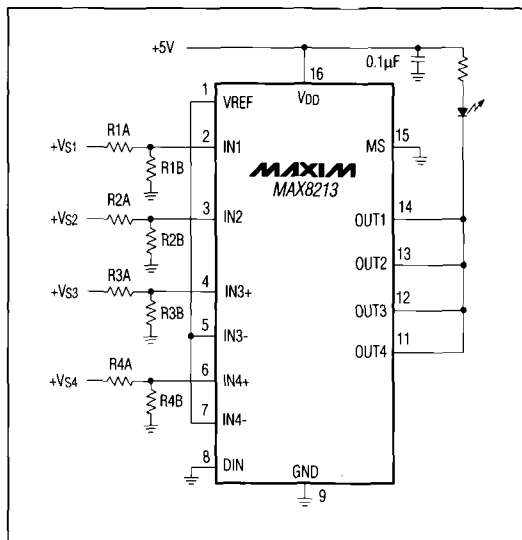 +5V
0.1µF
16
VDD
1
VREF
+VS1
R1A
2
IN1
R1B
MAXIM
MAX8213
15
MS
+VS2
R2A
3
IN2
R2B
14
OUT1
13
OUT2
+VS3
R3A
4
IN3+
R3B
12
OUT3
5
IN3-
11
OUT4
+VS4
R4A
6
IN4+
R4B
7
IN4-
8
DIN
GND
9